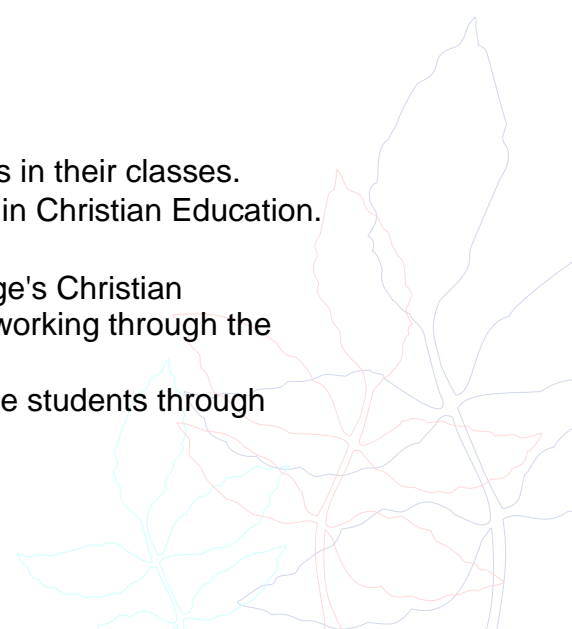 s in their classes.
in Christian Education.
ge's Christian
working through the
e students through